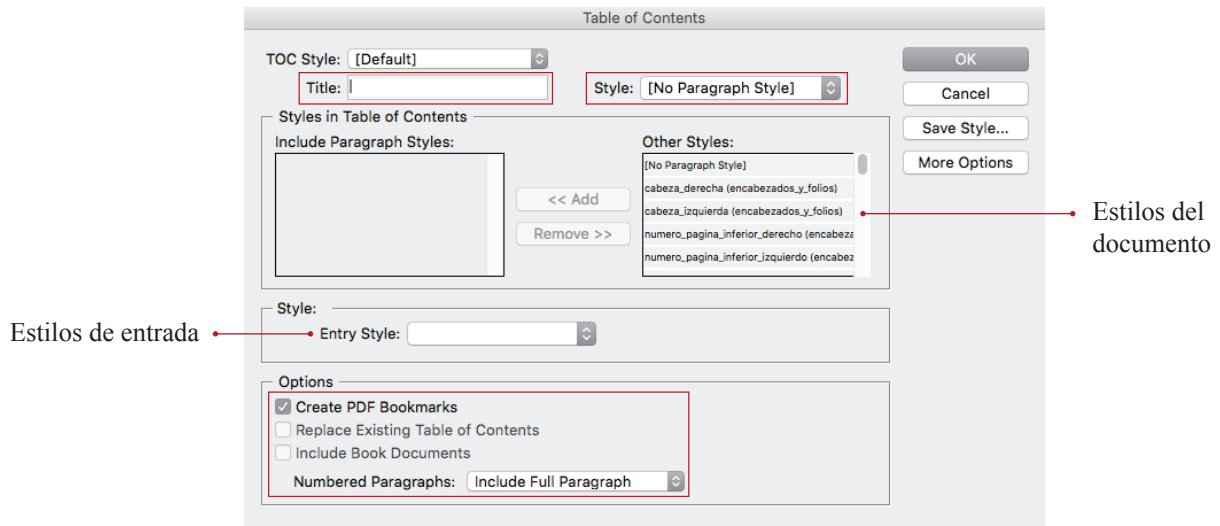 Table of Contents
TOC Style: [Default]
OK
Title:
Style: [No Paragraph Style]
Cancel
Styles in Table of Contents
Save Style...
Include Paragraph Styles:
Other Styles:
More Options
[No Paragraph Style]
cabeza_derecha (encabezados_y_folios)
<< Add
cabeza_izquierda (encabezados_y_folios)
Remove >>
numero_pagina_inferior_derecho (encabeza
numero_pagina_inferior_izquierdo (encabez
Estilos del
documento
Style:
Estilos de entrada
Entry Style:
Options
Create PDF Bookmarks
Replace Existing Table of Contents
Include Book Documents
Numbered Paragraphs: Include Full Paragraph